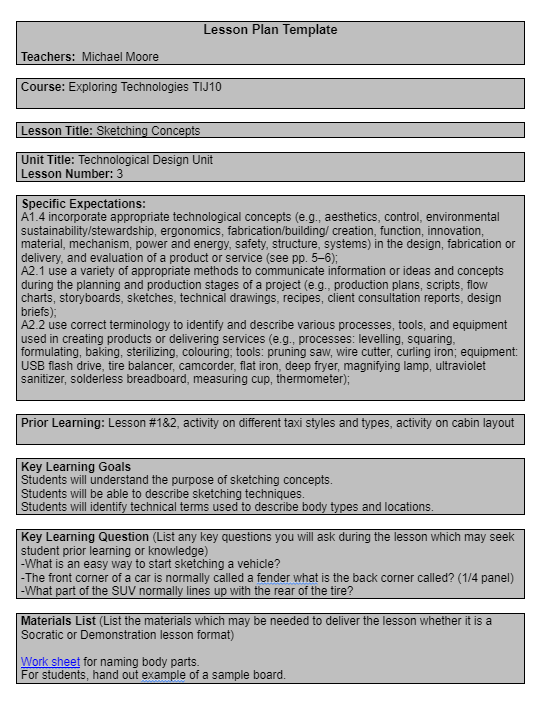 Lesson Plan Template
Teachers:  Michael Moore
Course: Exploring Technologies TIJ10
Lesson Title: Sketching Concepts
Unit Title: Technological Design Unit
Lesson Number: 3
Specific Expectations:
A1.4 incorporate appropriate technological concepts (e.g., aesthetics, control, environmental
sustainability/stewardship, ergonomics, fabrication/building/ creation, function, innovation,
material, mechanism, power and energy, safety, structure, systems) in the design, fabrication or
delivery, and evaluation of a product or service (see pp. 5–6);
A2.1 use a variety of appropriate methods to communicate information or ideas and concepts
during the planning and production stages of a project (e.g., production plans, scripts, flow
charts, storyboards, sketches, technical drawings, recipes, client consultation reports, design
briefs);
A2.2 use correct terminology to identify and describe various processes, tools, and equipment
used in creating products or delivering services (e.g., processes: levelling, squaring,
formulating, baking, sterilizing, colouring; tools: pruning saw, wire cutter, curling iron; equipment:
USB flash drive, tire balancer, camcorder, flat iron, deep fryer, magnifying lamp, ultraviolet
sanitizer, solderless breadboard, measuring cup, thermometer);
Prior Learning: Lesson #1&2, activity on different taxi styles and types, activity on cabin layout
Key Learning Goals
Students will understand the purpose of sketching concepts.
Students will be able to describe sketching techniques.
Students will identify technical terms used to describe body types and locations.
Key Learning Question (List any key questions you will ask during the lesson which may seek
student prior learning or knowledge)
-What is an easy way to start sketching a vehicle?
-The front corner of a car is normally called a fender what is the back corner called? (1/4 panel)
-What part of the SUV normally lines up with the rear of the tire?
Materials List (List the materials which may be needed to deliver the lesson whether it is a
Socratic or Demonstration lesson format)
Work sheet for naming body parts.
For students, hand out example of a sample board.